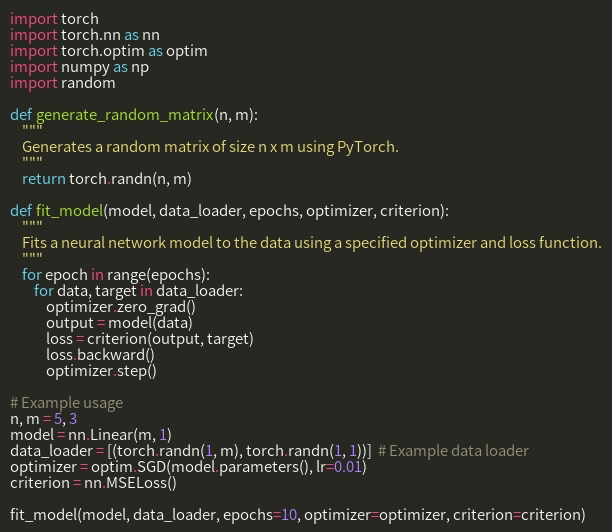 import torch
import torch.nn as nn
import torch.optim as optim
import numpy as np
import random

def generate_random_matrix(n, m):
    """
    Generates a random matrix of size n x m using PyTorch.
    """
    return torch.randn(n, m)

def fit_model(model, data_loader, epochs, optimizer, criterion):
    """
    Fits a neural network model to the data using a specified optimizer and loss function.
    """
    for epoch in range(epochs):
        for data, target in data_loader:
            optimizer.zero_grad()
            output = model(data)
            loss = criterion(output, target)
            loss.backward()
            optimizer.step()

# Example usage
n, m = 5, 3
model = nn.Linear(m, 1)
data_loader = [(torch.randn(1, m), torch.randn(1, 1))]  # Example data loader
optimizer = optim.SGD(model.parameters(), lr=0.01)
criterion = nn.MSELoss()

fit_model(model, data_loader, epochs=10, optimizer=optimizer, criterion=criterion)